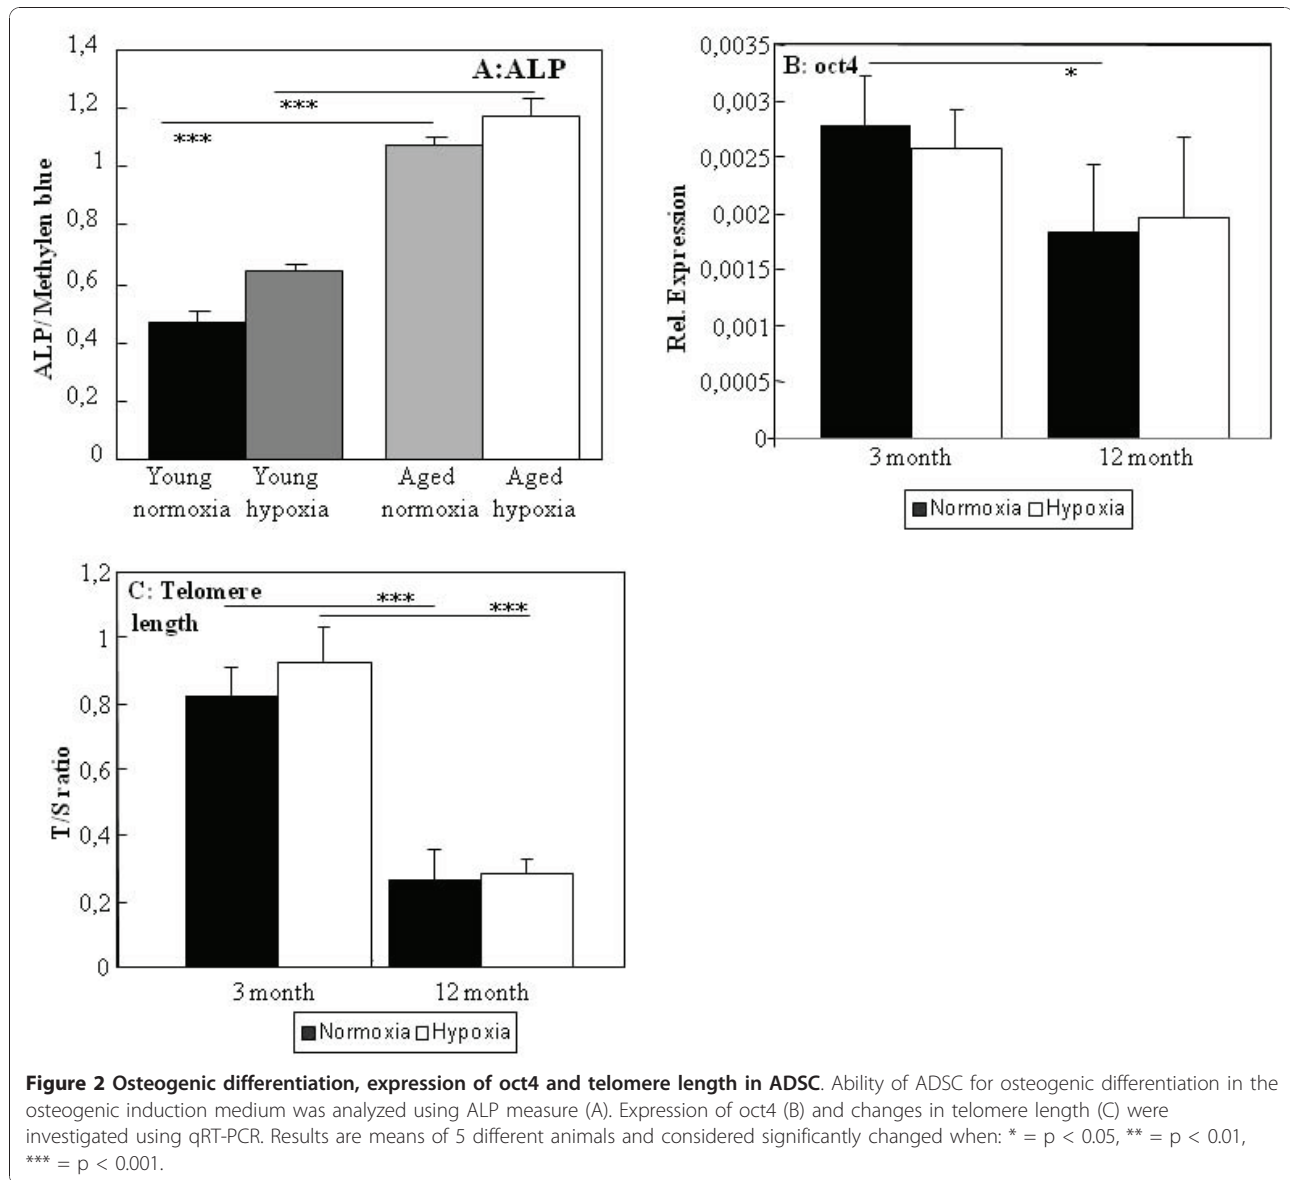 A:ALP
1,4
1,2
1
0,8
0,6
0,4
0,2
0
ALP/Methylen blue
***
***
Young normoxia
Young hypoxia
Aged normoxia
Aged hypoxia
B: oct4
0,0035
0,003
0,0025
0,002
0,0015
0,001
0,0005
0
Rel. Expression
*
3 month
12 month
Normoxia Hypoxia
C: Telomere
length
1,2
1
0,8
0,6
0,4
0,2
0
T/S ratio
***
***
3 month
12 month
Normoxia Hypoxia
Figure 2 Osteogenic differentiation, expression of oct4 and telomere length in ADSC. Ability of ADSC for osteogenic differentiation in the
osteogenic induction medium was analyzed using ALP measure (A). Expression of oct4 (B) and changes in telomere length (C) were
investigated using qRT-PCR. Results are means of 5 different animals and considered significantly changed when: * = p < 0.05, ** = p < 0.01,
*** = p < 0.001.